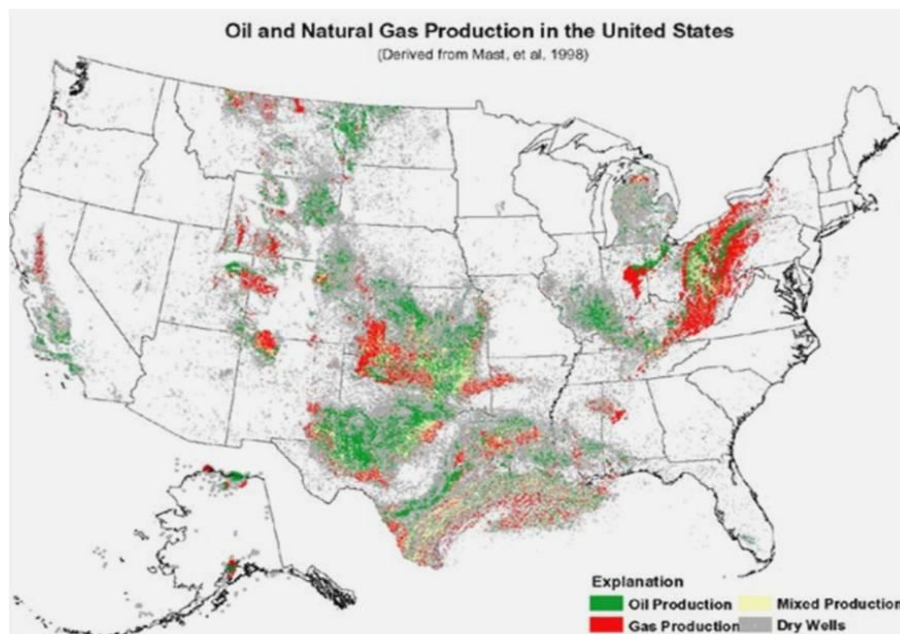 Oil and Natural Gas Production in the United States
(Derived from Mast, et al. 1998)
Explanation
Oil Production
Mixed Production
Gas Production
Dry Wells